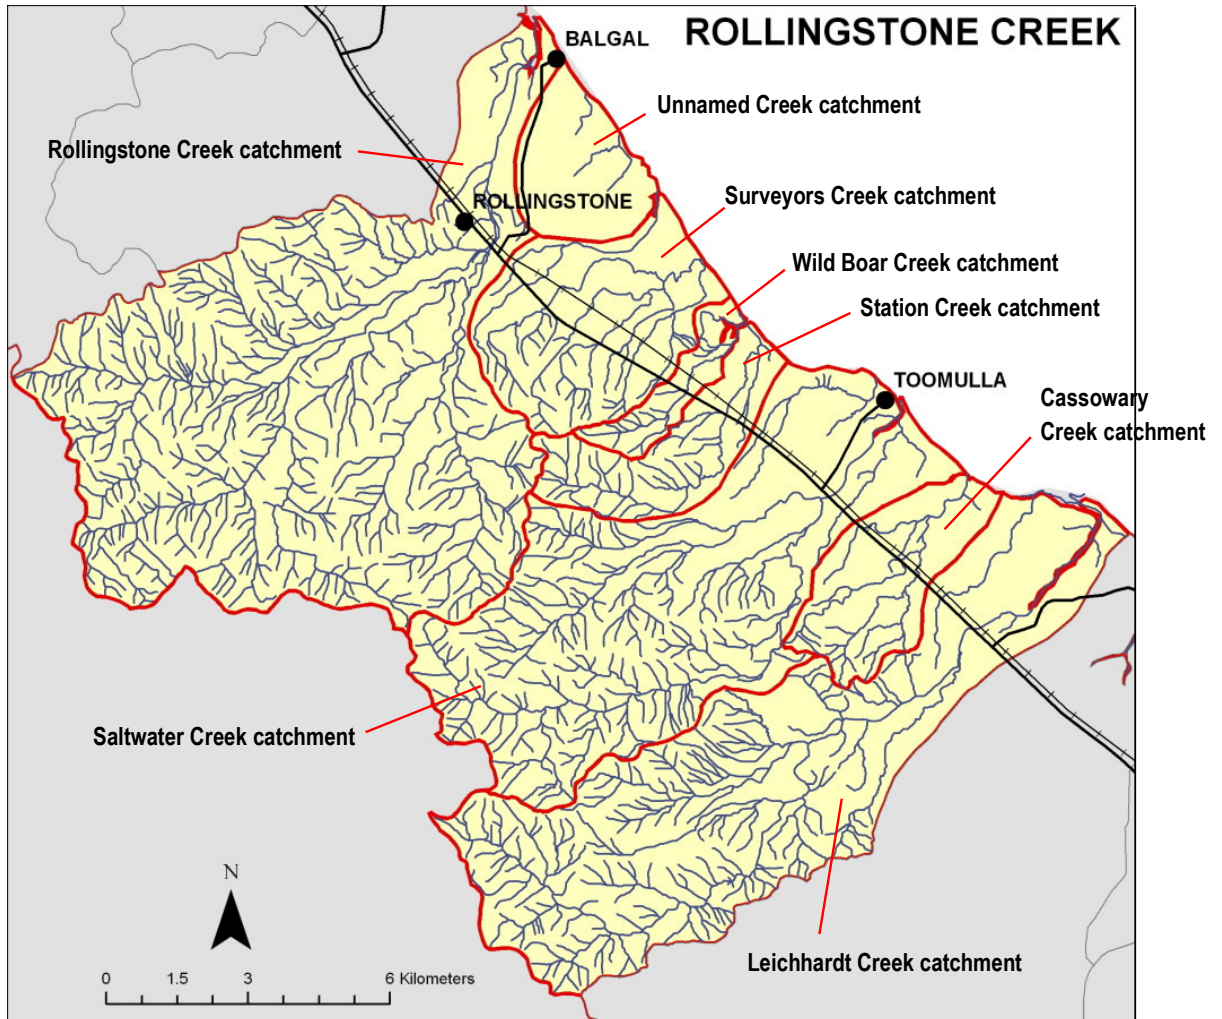 ROLLINGSTONE CREEK
BALGAL
Unnamed Creek catchment
Rollingstone Creek catchment
Surveyors Creek catchment
ROLLINGSTONE
Wild Boar Creek catchment
Station Creek catchment
TOOMULLA
Cassowary
Creek catchment
Saltwater Creek catchment
Leichhardt Creek catchment
N
0 1.5 3 6 Kilometers